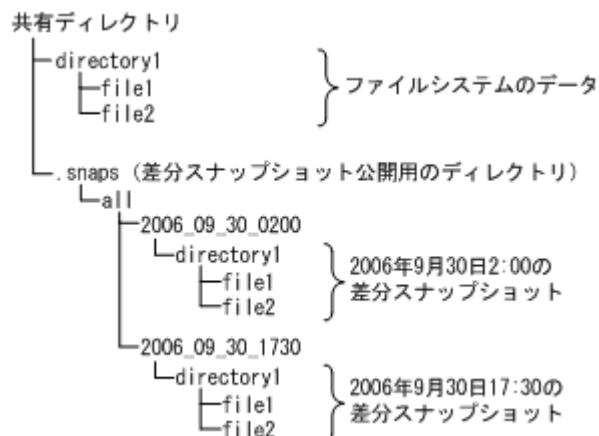 共有ディレクトリ
directory1
file1
file2
ファイルシステムのデータ
.snaps（差分スナップショット公開用のディレクトリ）
all
2006_09_30_0200
directory1
file1
file2
2006年9月30日2:00の
差分スナップショット
2006_09_30_1730
directory1
file1
file2
2006年9月30日17:30の
差分スナップショット